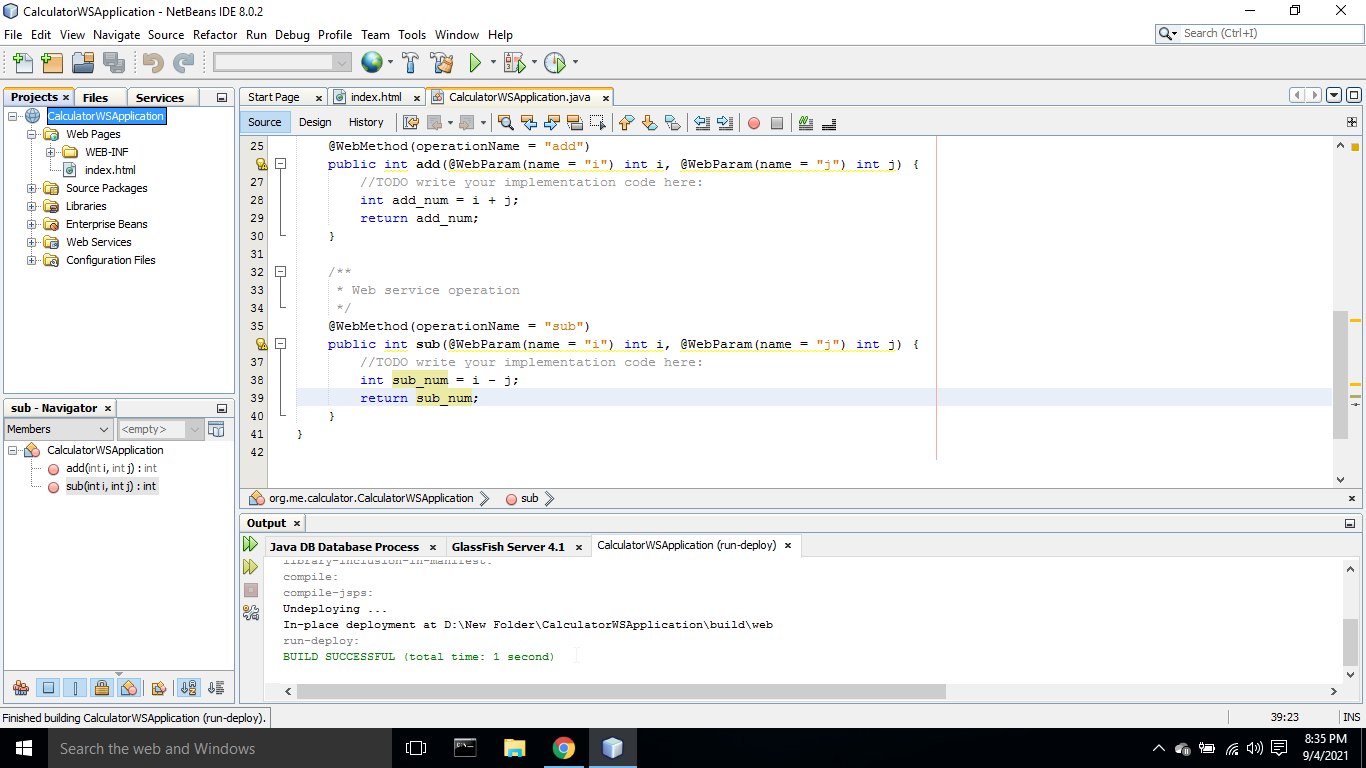 CalculatorWSApplication - NetBeans IDE 8.0.2
File Edit View Navigate Source Refactor Run Debug Profile Team Tools Window Help
Search (Ctrl+I)
Projects Files Services
CalculatorWSApplication
Web Pages
WEB-INF
index.html
Source Packages
Libraries
Enterprise Beans
Web Services
Configuration Files
sub - Navigator
Members <empty>
CalculatorWSApplication
add(int i, int j) : int
sub(int i, int j) : int
Start Page index.html CalculatorWSApplication.java
Source Design History
25 @WebMethod(operationName = "add")
public int add(@WebParam(name = "i") int i, @WebParam(name = "j") int j) {
27 //TODO write your implementation code here:
28 int add_num = i + j;
29 return add_num;
30 }
31
32 /**
33 * Web service operation
34 */
35 @WebMethod(operationName = "sub")
public int sub(@WebParam(name = "i") int i, @WebParam(name = "j") int j) {
37 //TODO write your implementation code here:
38 int sub_num = i - j;
39 return sub_num;
40 }
41 }
42
org.me.calculator.CalculatorWSApplication sub
Output
Java DB Database Process GlassFish Server 4.1 CalculatorWSApplication (run-deploy)
library-inclusion-in-manifest:
compile:
compile-jsps:
Undeploying ...
In-place deployment at D:\New Folder\CalculatorWSApplication\build\web
run-deploy:
BUILD SUCCESSFUL (total time: 1 second)
Finished building CalculatorWSApplication (run-deploy).
39:23 INS
Search the web and Windows
8:35 PM
9/4/2021